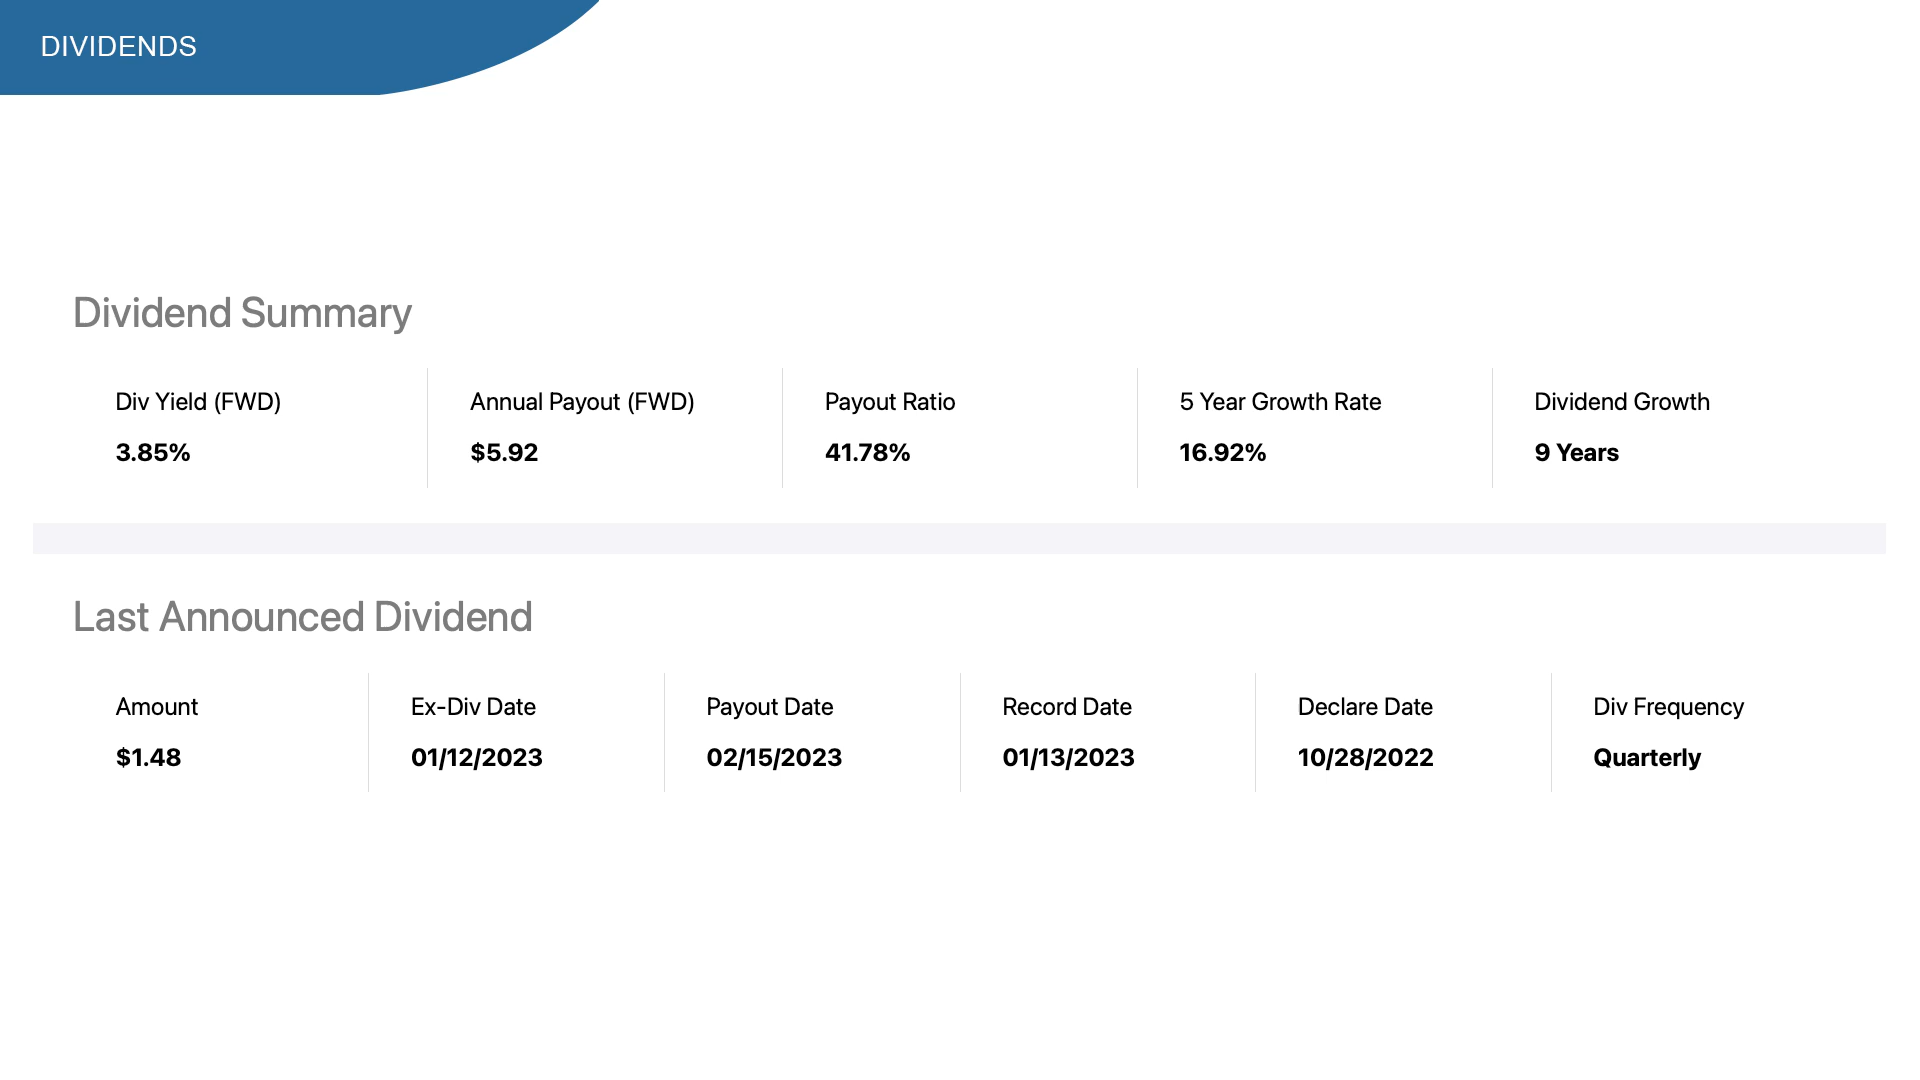 DIVIDENDS
Dividend Summary
Div Yield (FWD)
3.85%
Annual Payout (FWD)
$5.92
Payout Ratio
41.78%
5 Year Growth Rate
16.92%
Dividend Growth
9 Years
Last Announced Dividend
Amount
$1.48
Ex-Div Date
01/12/2023
Payout Date
02/15/2023
Record Date
01/13/2023
Declare Date
10/28/2022
Div Frequency
Quarterly